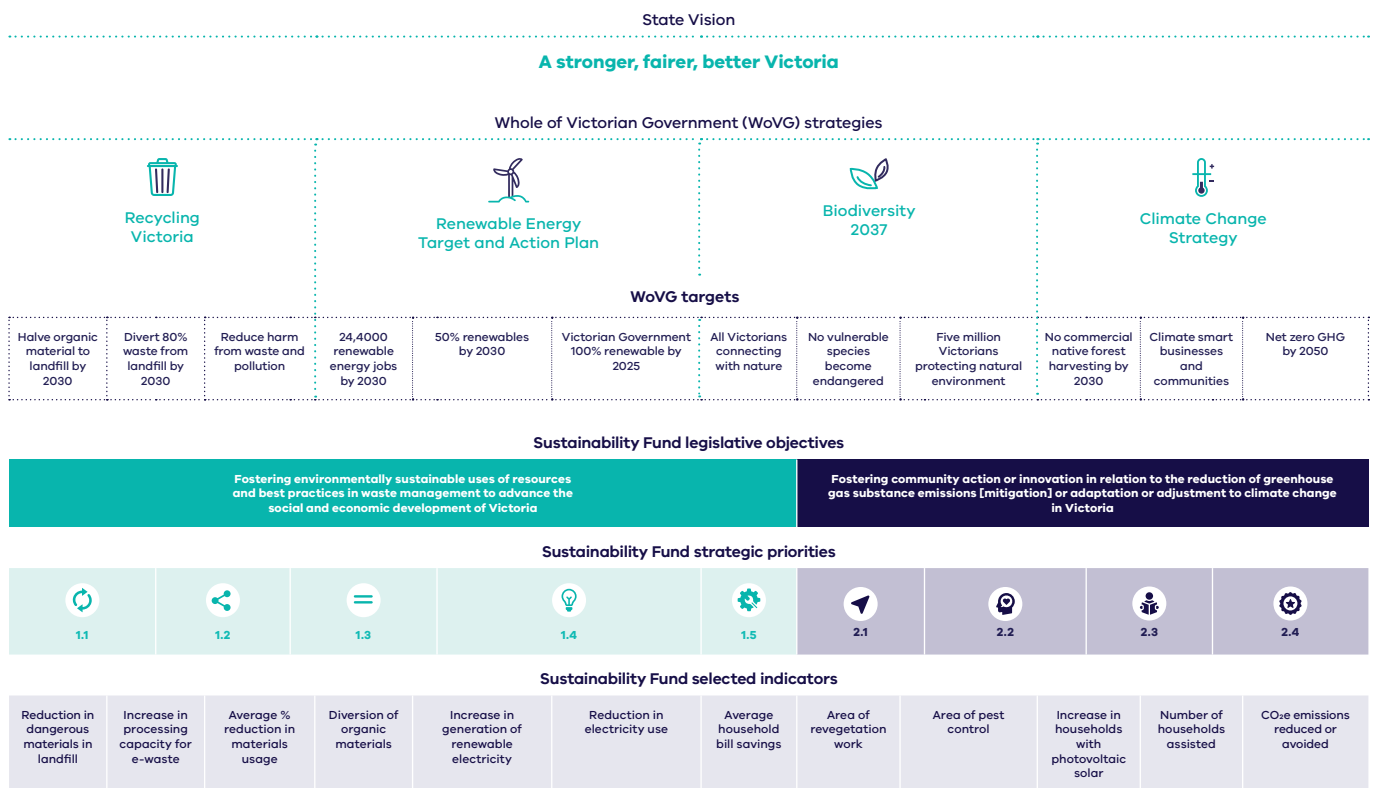 State Vision
A stronger, fairer, better Victoria
Whole of Victorian Government (WoVG) strategies
Recycling
Victoria
Renewable Energy
Target and Action Plan
Biodiversity
2037
Climate Change
Strategy
WoVG targets
Halve organic
material to
landfill by
2030
Divert 80%
waste from
landfill by
2030
Reduce harm
from waste and
pollution
24,4000
renewable
energy jobs
by 2030
50% renewables
by 2030
Victorian Government
100% renewable by
2025
All Victorians
connecting
with nature
No vulnerable
species
become
endangered
Five million
Victorians
protecting natural
environment
No commercial
native forest
harvesting by
2030
Climate smart
businesses
and
communities
Net zero GHG
by 2050
Sustainability Fund legislative objectives
Fostering environmentally sustainable uses of resources
and best practices in waste management to advance the
social and economic development of Victoria
Fostering community action or innovation in relation to the reduction of greenhouse
gas substance emissions [mitigation] or adaptation or adjustment to climate change
in Victoria
Sustainability Fund strategic priorities
1.1
1.2
1.3
1.4
1.5
2.1
2.2
2.3
2.4
Sustainability Fund selected indicators
Reduction in
dangerous
materials in
landfill
Increase in
processing
capacity for
e-waste
Average %
reduction in
materials
usage
Diversion of
organic
materials
Increase in
generation of
renewable
electricity
Reduction in
electricity use
Average
household
bill savings
Area of
revegetation
work
Area of pest
control
Increase in
households
with
photovoltaic
solar
Number of
households
assisted
CO₂e emissions
reduced or
avoided